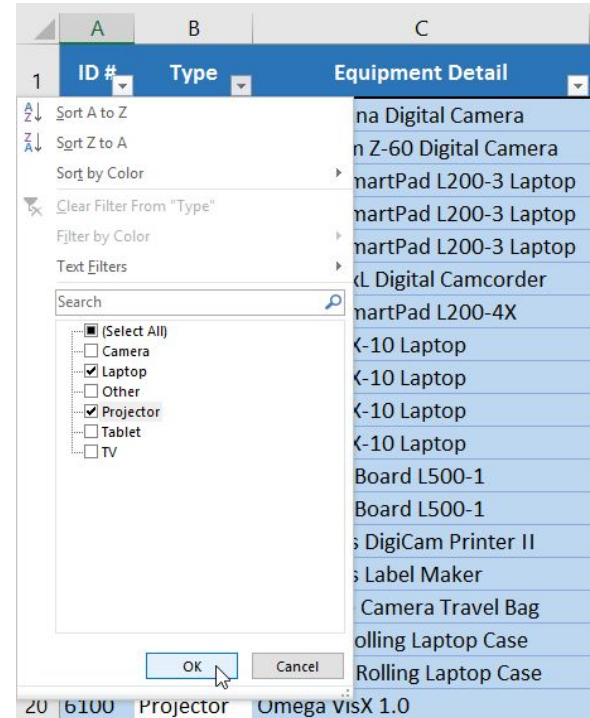 A B C
1 ID # Type Equipment Detail
Sort A to Z
Sort Z to A
Sort by Color
Clear Filter From "Type"
Filter by Color
Text Filters
Search
(Select All)
Camera
Laptop
Other
Projector
Tablet
TV
OK Cancel
na Digital Camera
Z-60 Digital Camera
martPad L200-3 Laptop
martPad L200-3 Laptop
martPad L200-3 Laptop
L Digital Camcorder
martPad L200-4X
X-10 Laptop
X-10 Laptop
X-10 Laptop
X-10 Laptop
Board L500-1
Board L500-1
s DigiCam Printer II
s Label Maker
Camera Travel Bag
olling Laptop Case
Rolling Laptop Case
20 6100 Projector Omega VisX 1.0